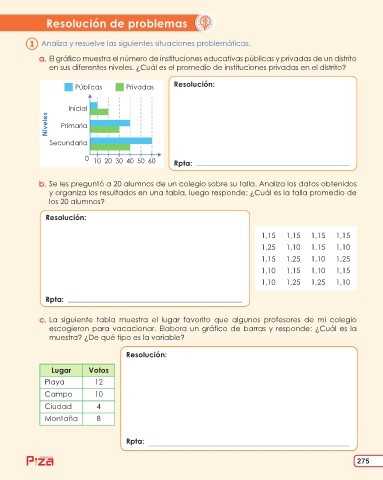 Resolución de problemas
1 Analiza y resuelve las siguientes situaciones problemáticas.
a. El gráfico muestra el número de instituciones educativas públicas y privadas de un distrito
en sus diferentes niveles. ¿Cuál es el promedio de instituciones privadas en el distrito?
Públicas Privadas
Niveles
Inicial
Primaria
Secundaria
0 10 20 30 40 50 60
Resolución:
Rpta:
b. Se les preguntó a 20 alumnos de un colegio sobre su talla. Analiza los datos obtenidos
y organiza los resultados en una tabla, luego responde: ¿Cuál es la talla promedio de
los 20 alumnos?
Resolución:
Rpta:
1,15 1,15 1,15 1,15
1,25 1,10 1,15 1,10
1,15 1,25 1,10 1,25
1,10 1,15 1,10 1,15
1,10 1,25 1,25 1,10
c. La siguiente tabla muestra el lugar favorito que algunos profesores de mi colegio
escogieron para vacacionar. Elabora un gráfico de barras y responde: ¿Cuál es la
muestra? ¿De qué tipo es la variable?
Lugar Votos
Playa 12
Campo 10
Ciudad 4
Montaña 8
Resolución:
Rpta:
P:za
275